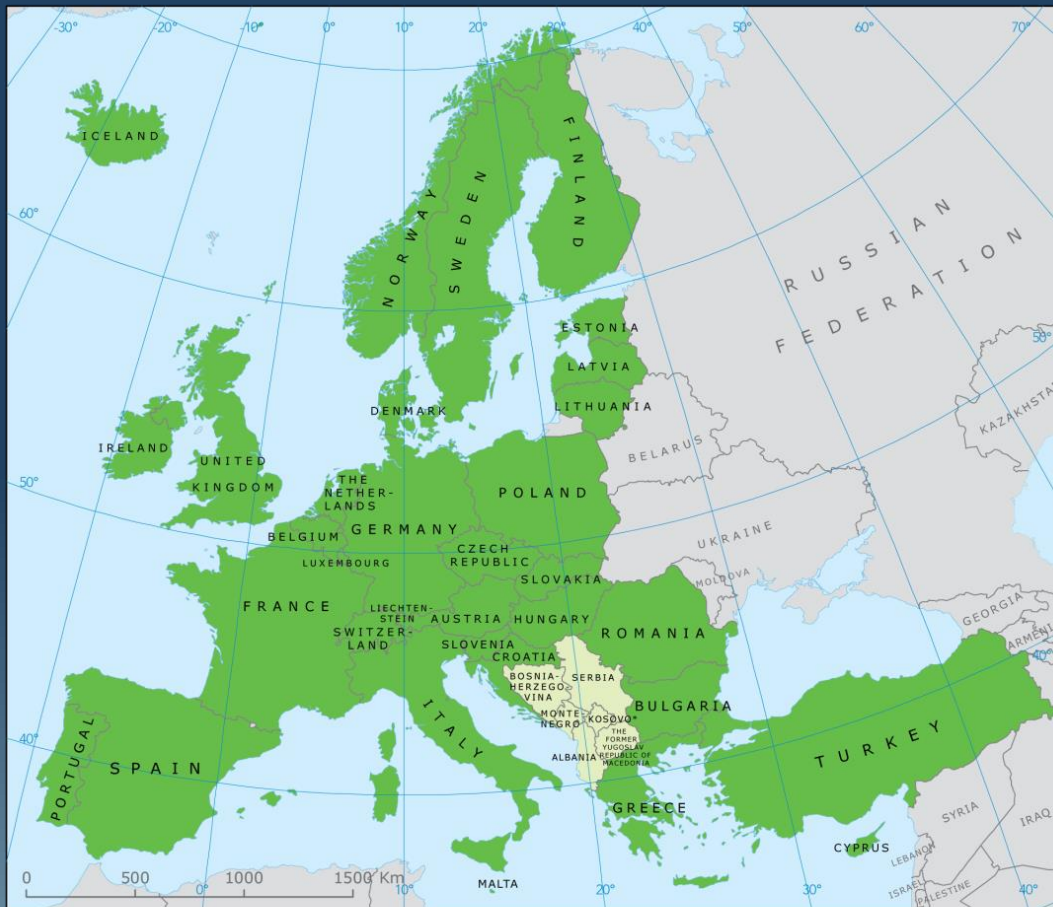 -30°
-20°
-10°
0°
10°
20°
30°
40°
50°
60°
70°
ICELAND
60°
FINLAND
SWEDEN
NORWAY
RUSSIAN
FEDERATION
ESTONIA
50°
LATVIA
KAZAKHSTA
LITHUANIA
DENMARK
BELARUS
IRELAND
UNITED
KINGDOM
50°
THE
NETHER-
LANDS
POLAND
GERMANY
UKRAINE
BELGIUM
CZECH
REPUBLIC
LUXEMBOURG
SLOVAKIA
MOLDOVA
FRANCE
LIECHTEN-
STEIN
AUSTRIA
HUNGARY
GEORGIA
SWITZER-
LAND
ROMANIA
ARMENI
SLOVENIA
CROATIA
40°
BOSNIA-
HERZEGO-
VINA
SERBIA
MONTE-
NEGRO
KOSOVO*
BULGARIA
ITALY
THE
FORMER
YUGOSLAV
REPUBLIC OF
MACEDONIA
ALBANIA
TURKEY
40°
PORTUGAL
SPAIN
GREECE
SYRIA
IRAQ
CYPRUS
LEBANON
ISRAEL
PALESTINE
MALTA
0
500
1000
1500 Km
0°
10°
20°
30°
40°